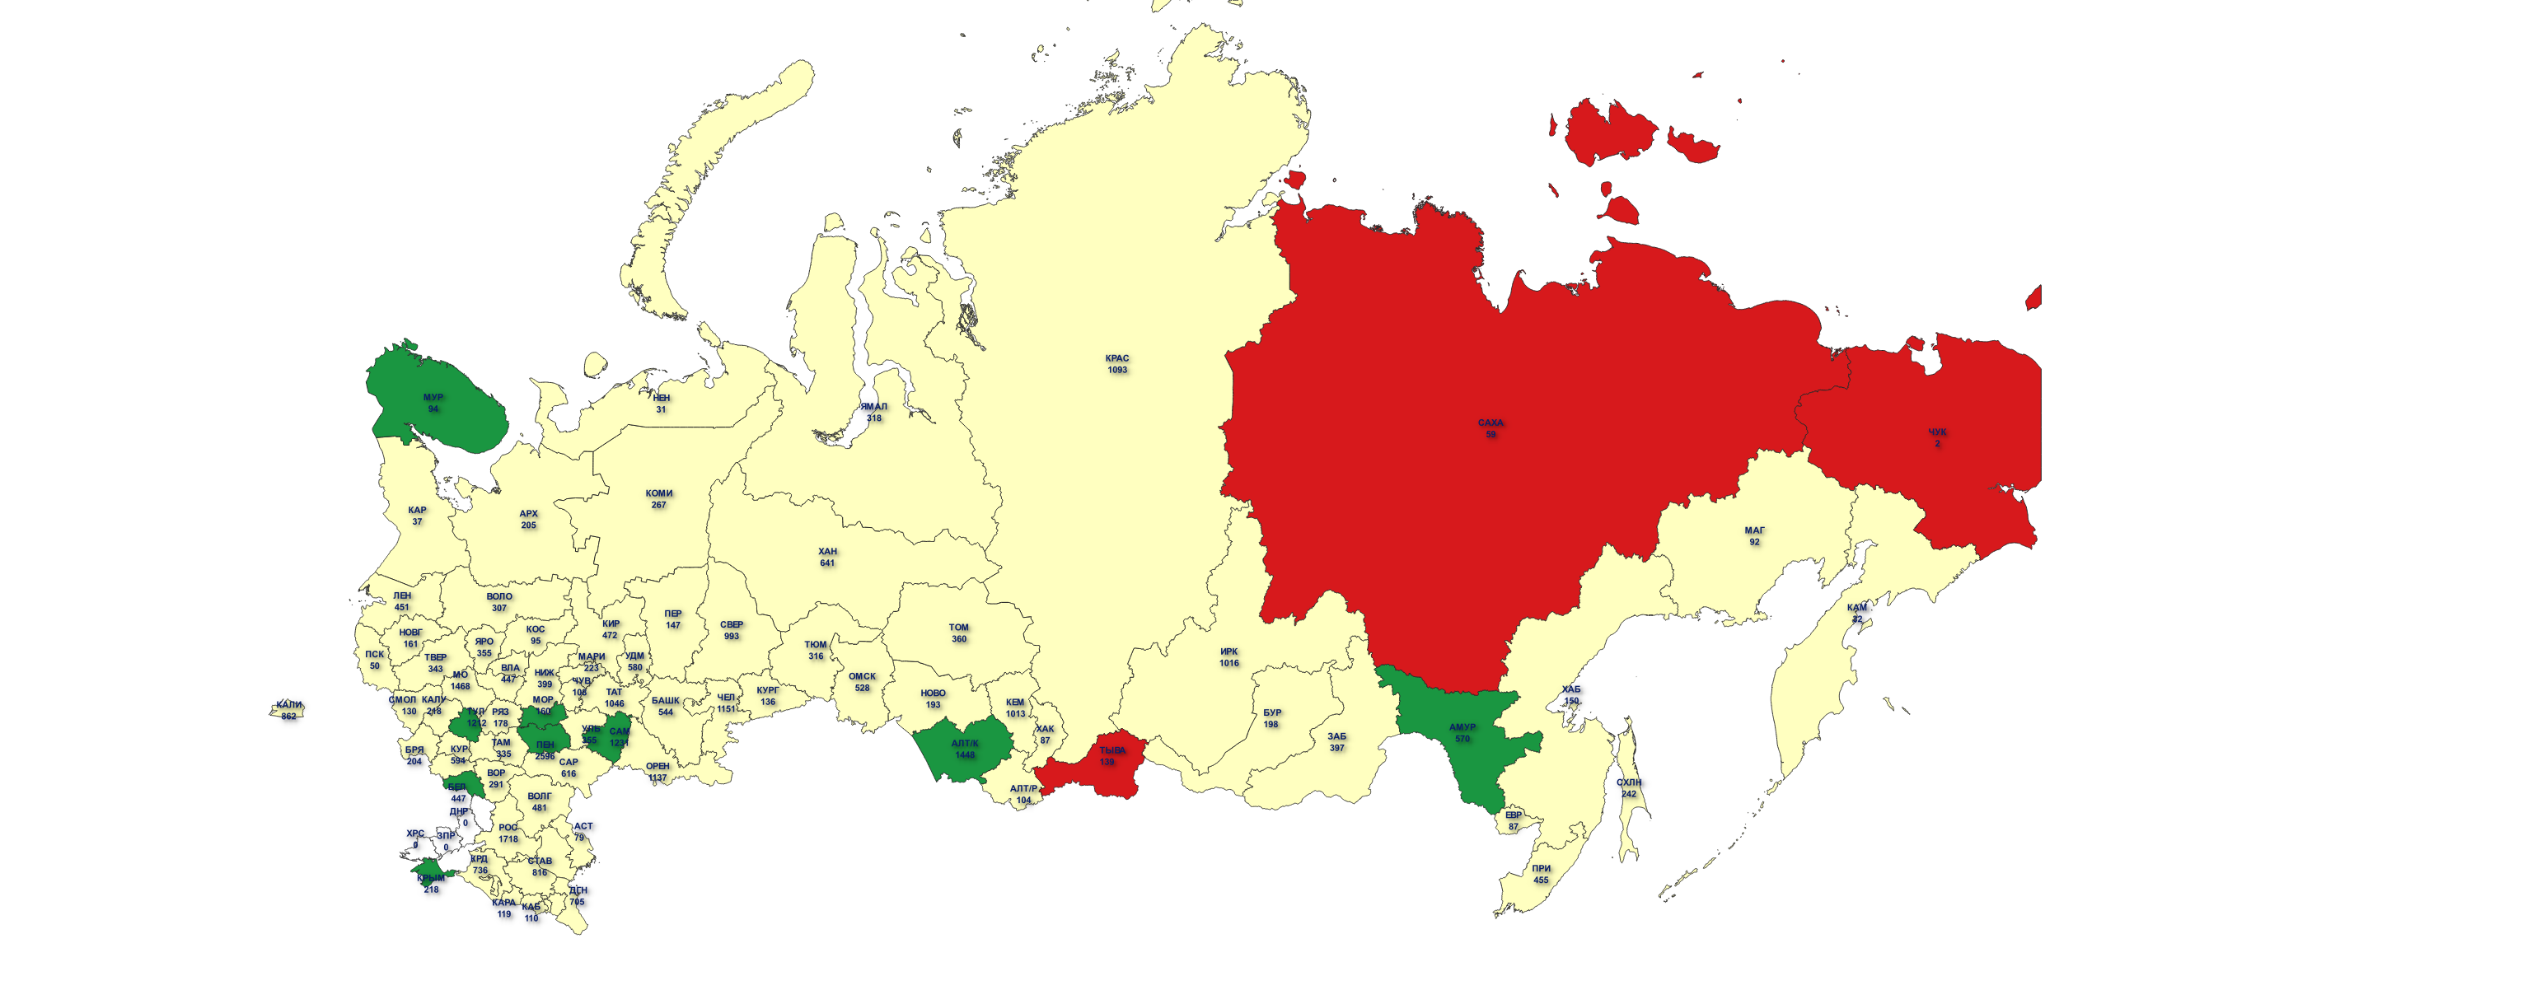 КРАС
1093
МУР
94
НЕН
31
ЯМАЛ
318
САХА
59
ЧУК
2
КОМИ
267
КАР
37
АРХ
205
МАГ
92
ХАН
641
ЛЕН
451
ВОЛО
307
КАМ
32
ПЕР
147
СВЕР
993
КИР
472
ТОМ
360
НОВГ
161
КОС
95
ЯРО
355
ТЮМ
316
ИРК
1016
ПСК
50
ТВЕР
343
МАРИ
223
УДМ
580
ВЛА
447
НИЖ
399
МО
1468
ЧУВ
108
ОМСК
528
ТАТ
1046
БАШК
544
ЧЕЛ
1151
КУРГ
136
НОВО
193
КЕМ
1013
ХАБ
150
КАЛИ
862
СМОЛ
130
КАЛУ
213
ТУЛ
1212
РЯЗ
178
МОР
160
УЛЬ
355
САМ
1231
ХАК
87
БУР
198
ЗАБ
397
АМУР
570
БРЯ
204
КУР
594
ТАМ
335
ПЕН
2596
АЛТ/К
1448
ТЫВА
138
САР
616
ОРЕН
1137
ВОР
291
БЕЛ
447
АЛТ/Р
104
СХЛН
242
ВОЛГ
481
ДНР
0
ЕВР
87
ХРС
0
ЗПР
0
РОС
1718
АСТ
79
КРД
736
СТАВ
816
ПРИ
455
КРЫМ
218
ДГН
705
КАРА
119
КАБ
110